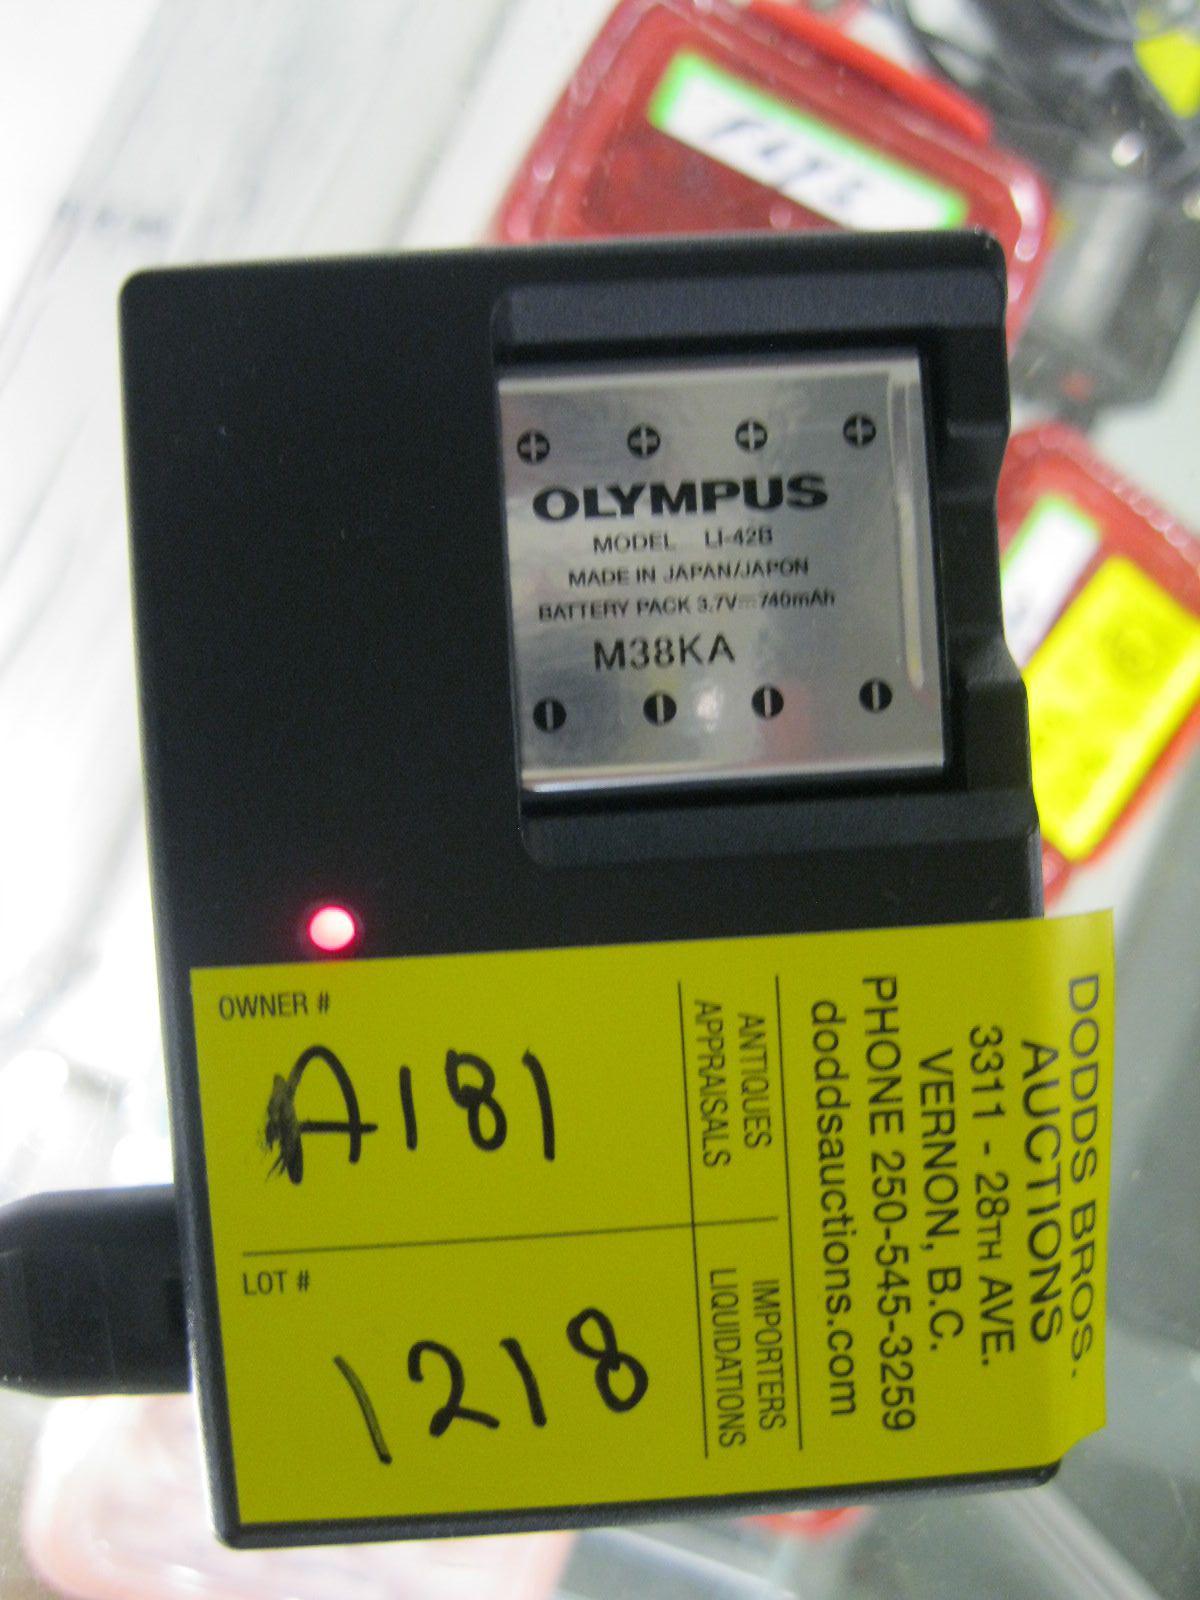 OLYMPUS
MODEL LI-42B
MADE IN JAPAN/JAPON
BATTERY PACK 3.7V⎓740mAh
M38KA
DODDS BROS.
AUCTIONS
3311 - 28TH AVE.
VERNON, B.C.
PHONE 250-545-3259
doddsauctions.com
ANTIQUES
APPRAISALS
IMPORTERS
LIQUIDATIONS
OWNER #
A-181
LOT #
1218